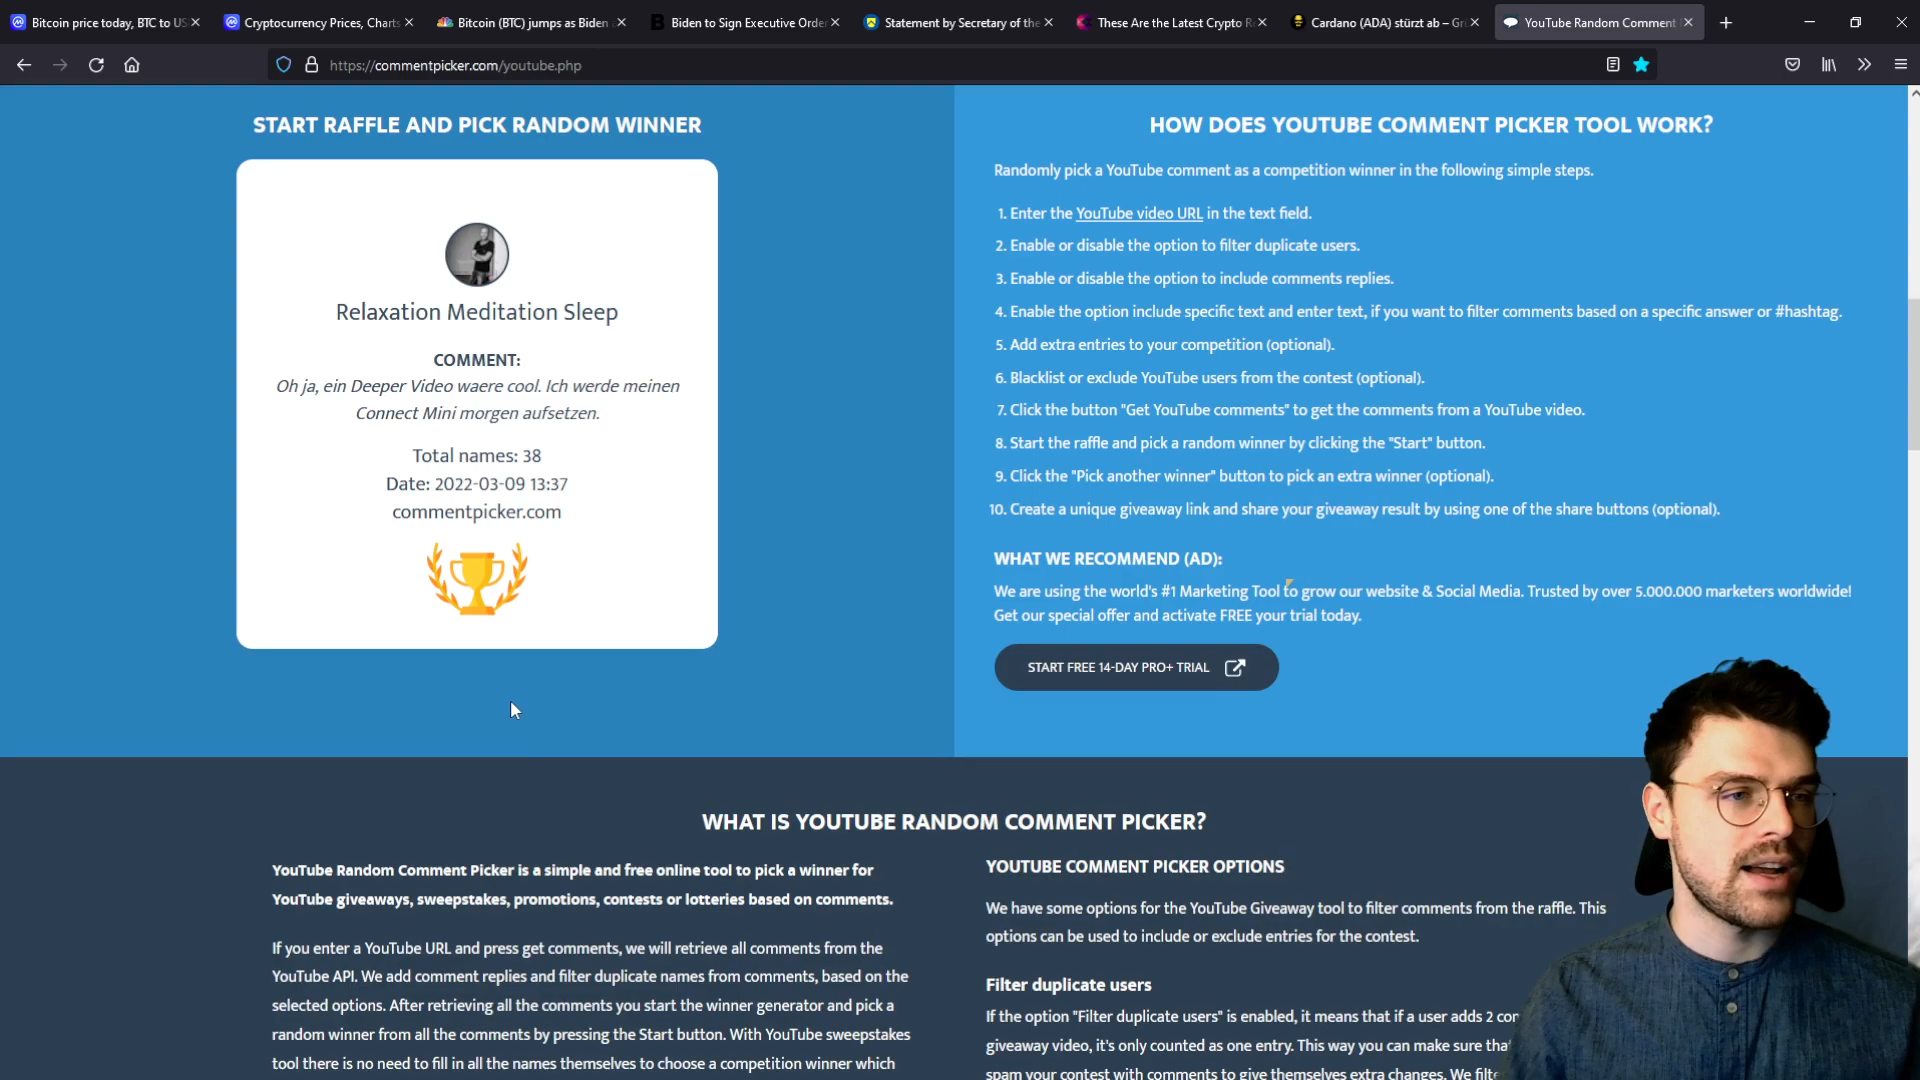 Bitcoin price today, BTC to US
Cryptocurrency Prices, Charts
Bitcoin (BTC) jumps as Biden
Biden to Sign Executive Order
Statement by Secretary of the
These Are the Latest Crypto R
Cardano (ADA) stürzt ab – Gr
YouTube Random Comment
https://commentpicker.com/youtube.php
START RAFFLE AND PICK RANDOM WINNER
Relaxation Meditation Sleep
COMMENT:
Oh ja, ein Deeper Video waere cool. Ich werde meinen
Connect Mini morgen aufsetzen.
Total names: 38
Date: 2022-03-09 13:37
commentpicker.com
HOW DOES YOUTUBE COMMENT PICKER TOOL WORK?
Randomly pick a YouTube comment as a competition winner in the following simple steps.
1. Enter the YouTube video URL in the text field.
2. Enable or disable the option to filter duplicate users.
3. Enable or disable the option to include comments replies.
4. Enable the option include specific text and enter text, if you want to filter comments based on a specific answer or #hashtag.
5. Add extra entries to your competition (optional).
6. Blacklist or exclude YouTube users from the contest (optional).
7. Click the button "Get YouTube comments" to get the comments from a YouTube video.
8. Start the raffle and pick a random winner by clicking the "Start" button.
9. Click the "Pick another winner" button to pick an extra winner (optional).
10. Create a unique giveaway link and share your giveaway result by using one of the share buttons (optional).
WHAT WE RECOMMEND (AD):
We are using the world's #1 Marketing Tool to grow our website & Social Media. Trusted by over 5.000.000 marketers worldwide!
Get our special offer and activate FREE your trial today.
START FREE 14-DAY PRO+ TRIAL
WHAT IS YOUTUBE RANDOM COMMENT PICKER?
YouTube Random Comment Picker is a simple and free online tool to pick a winner for
YouTube giveaways, sweepstakes, promotions, contests or lotteries based on comments.
If you enter a YouTube URL and press get comments, we will retrieve all comments from the
YouTube API. We add comment replies and filter duplicate names from comments, based on the
selected options. After retrieving all the comments you start the winner generator and pick a
random winner from all the comments by pressing the Start button. With YouTube sweepstakes
tool there is no need to fill in all the names themselves to choose a competition winner which
YOUTUBE COMMENT PICKER OPTIONS
We have some options for the YouTube Giveaway tool to filter comments from the raffle. This
options can be used to include or exclude entries for the contest.
Filter duplicate users
If the option "Filter duplicate users" is enabled, it means that if a user adds 2 con
giveaway video, it's only counted as one entry. This way you can make sure tha
spam your contest with comments to give themselves extra changes. We filte